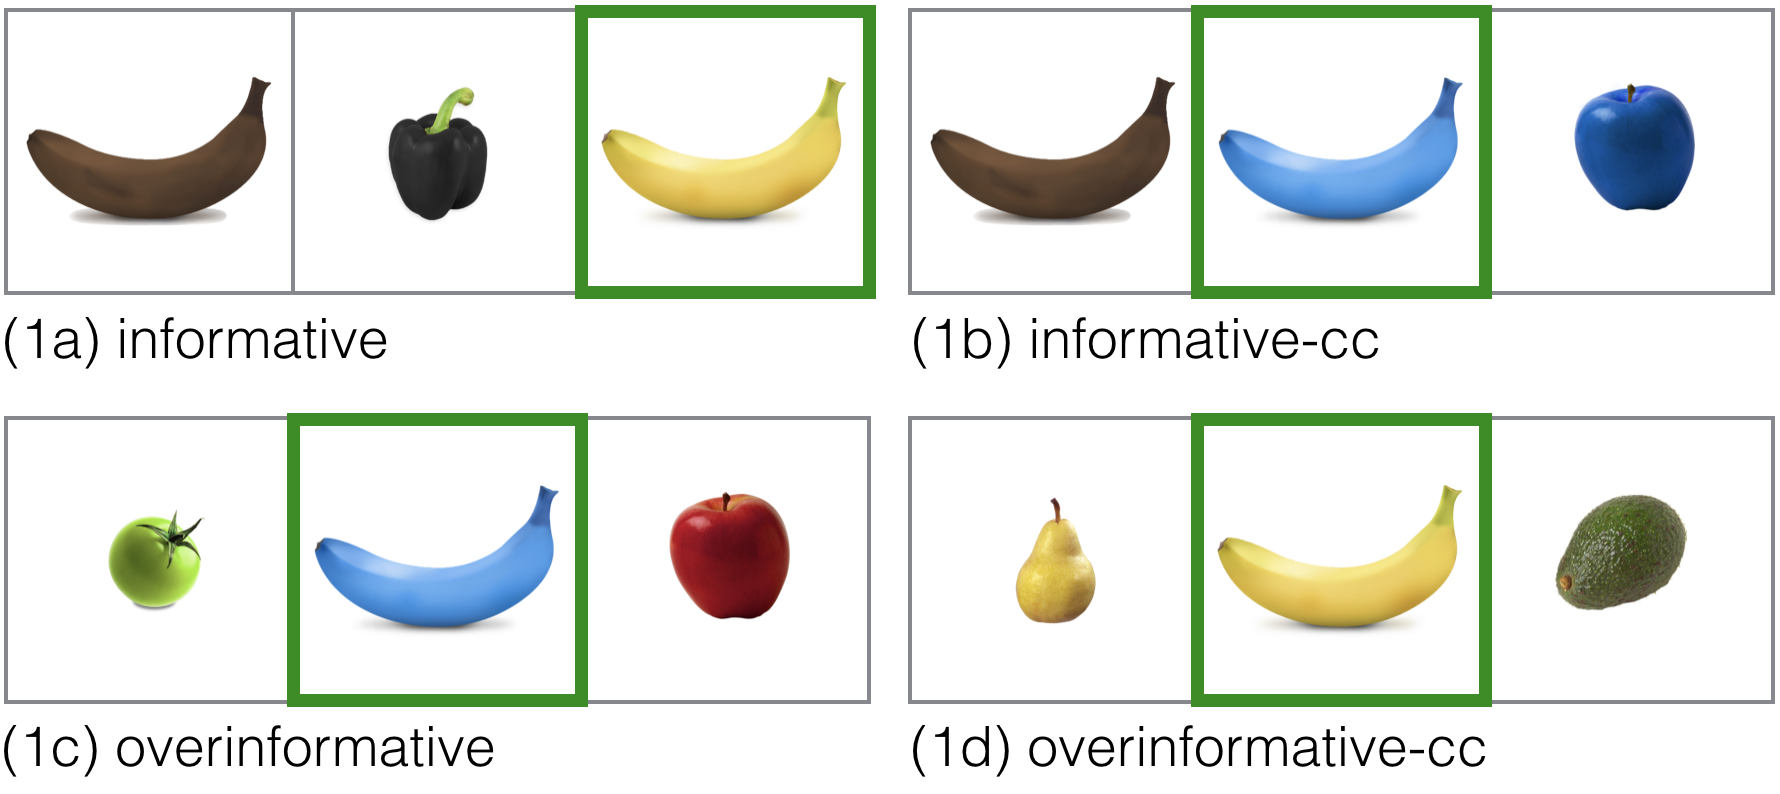 (1a) informative
(1b) informative-cc
(1c) overinformative
(1d) overinformative-cc